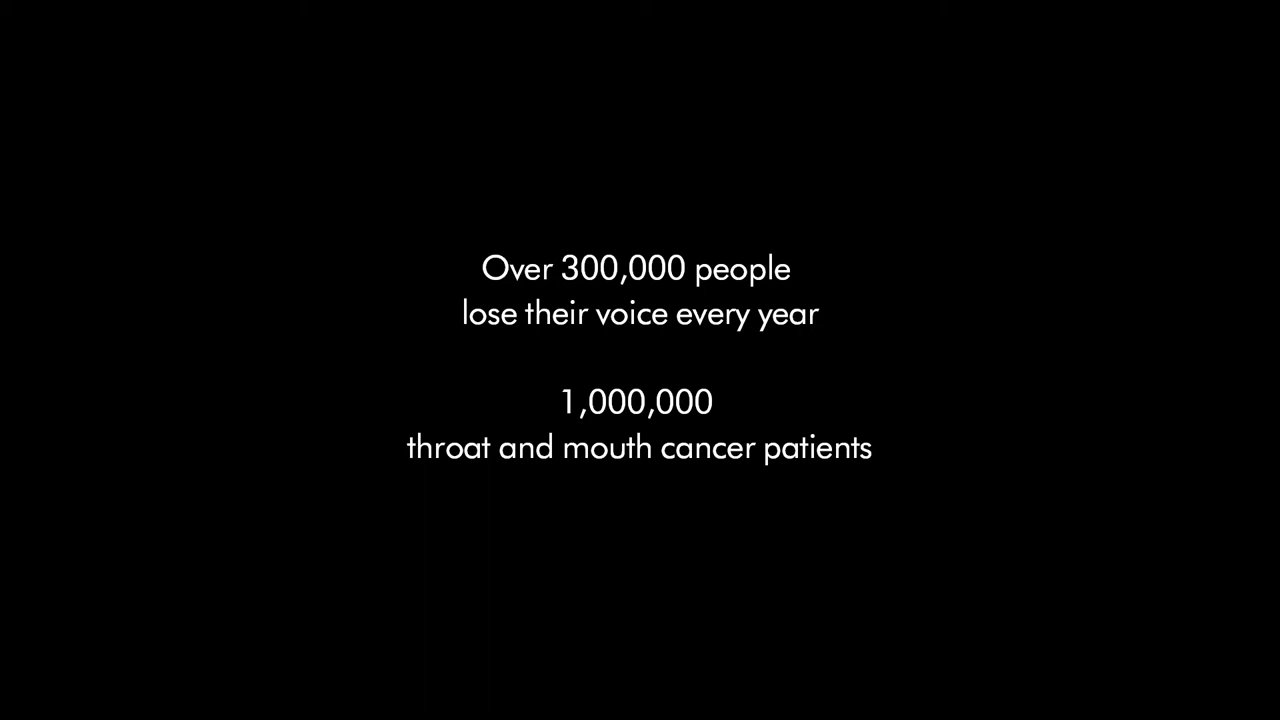 Over 300,000 people
lose their voice every year
1,000,000
throat and mouth cancer patients